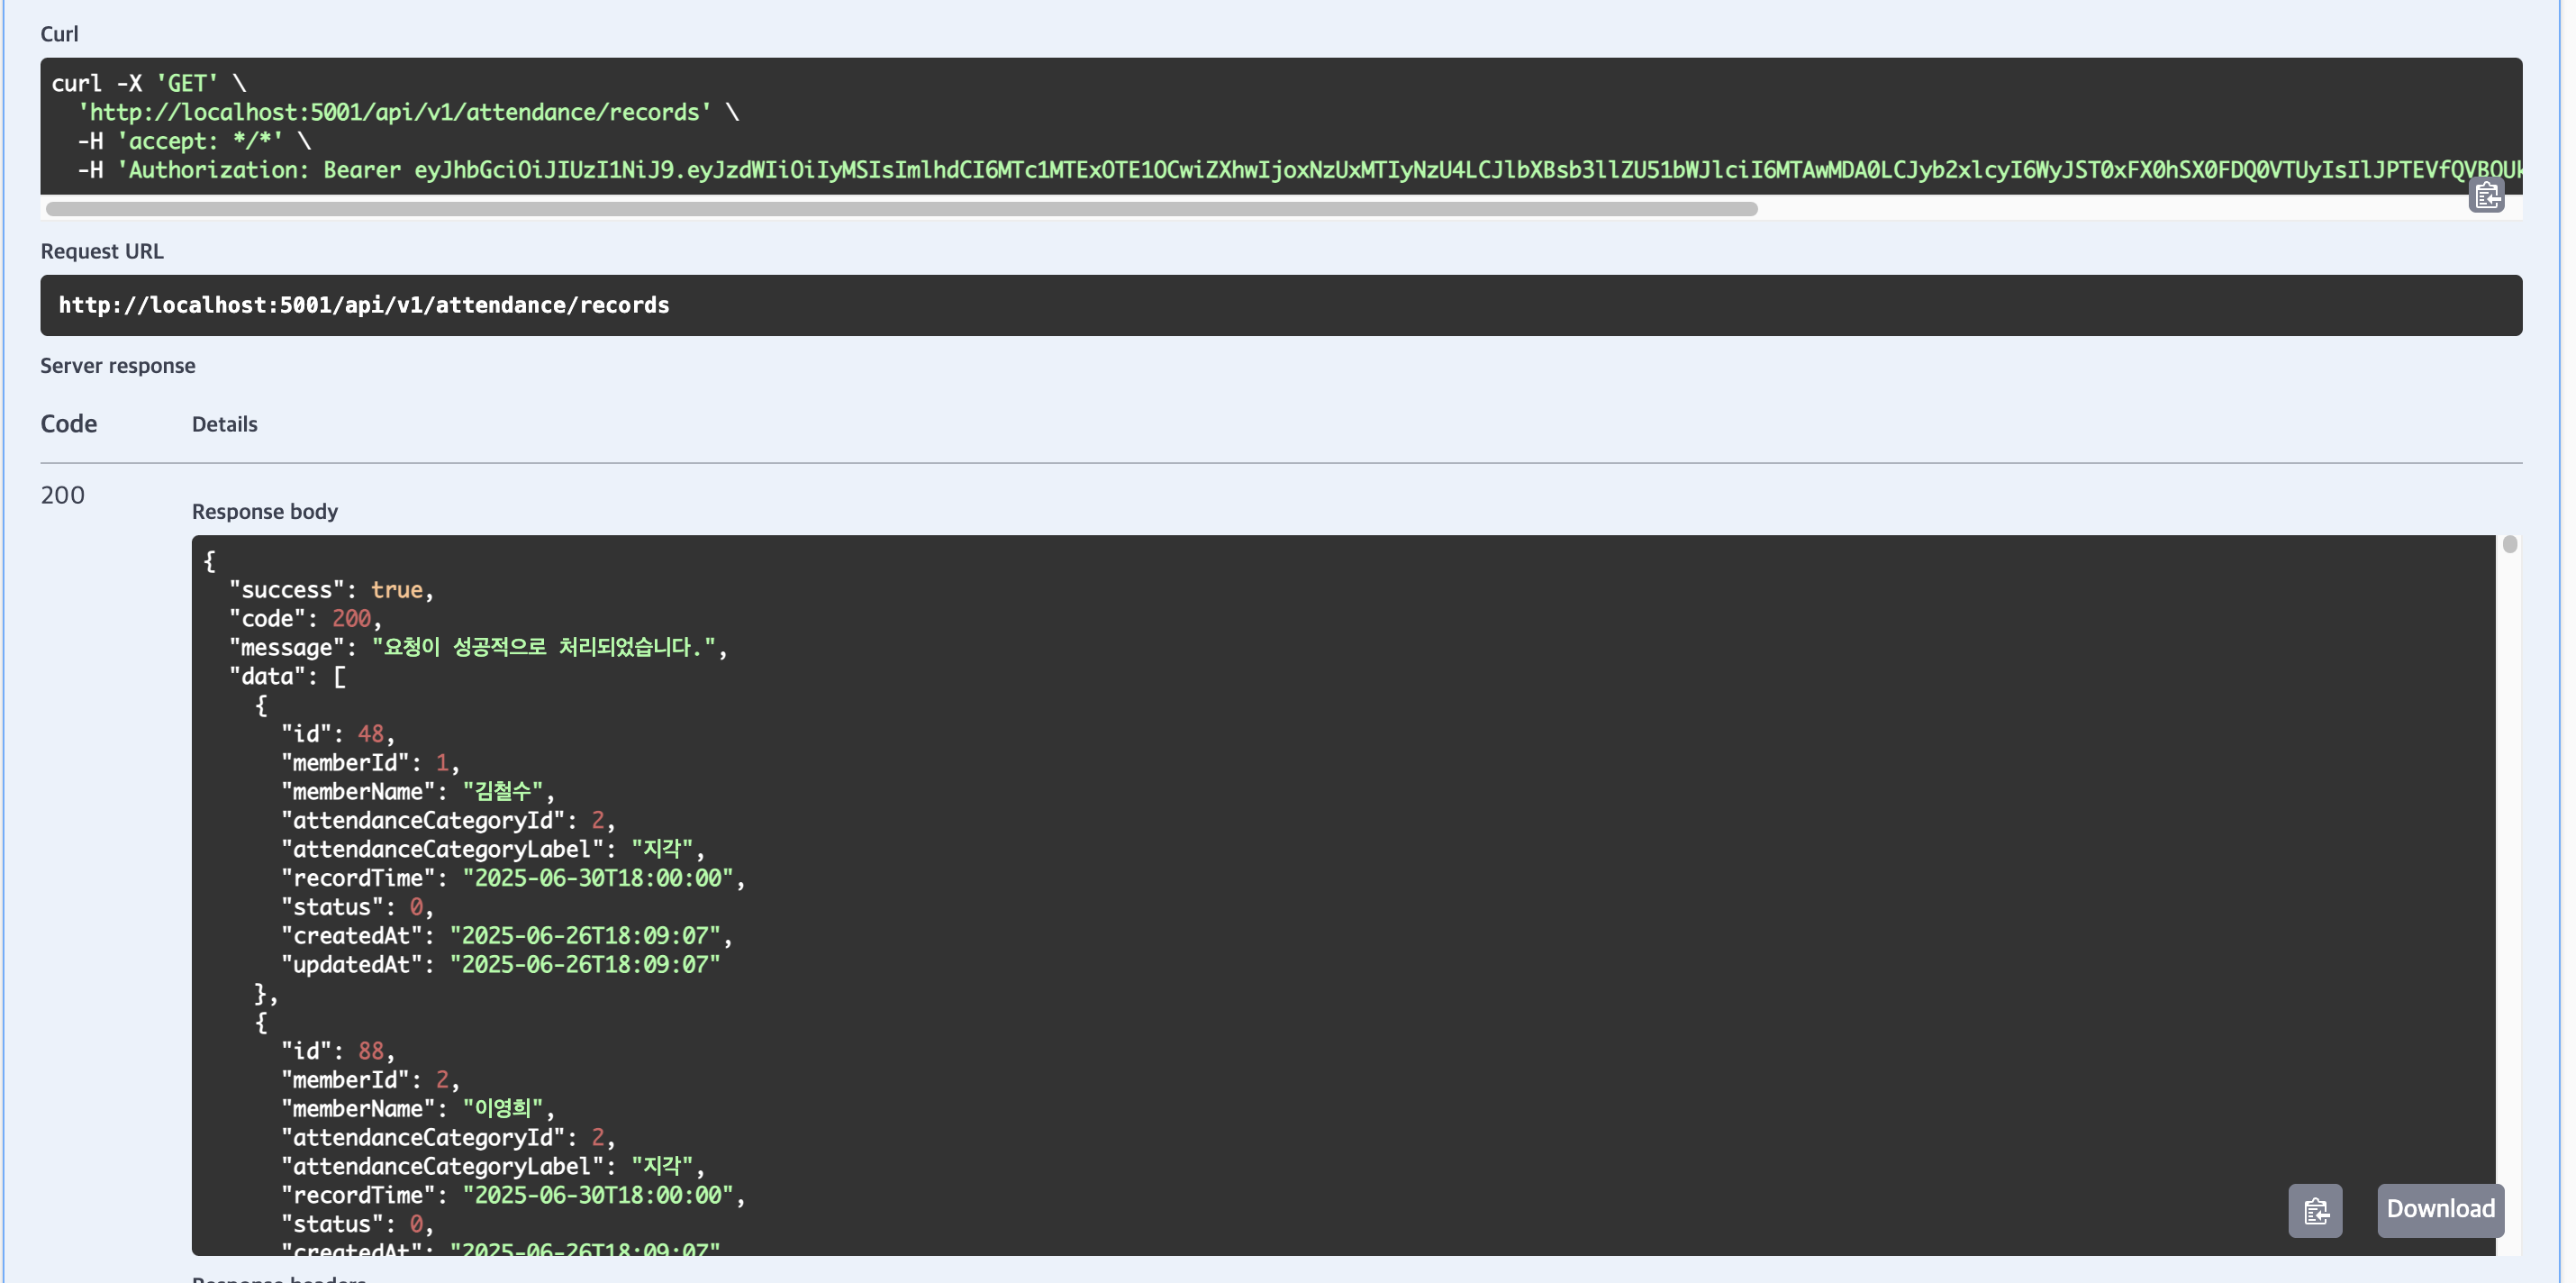 Curl
curl -X 'GET' \
'http://localhost:5001/api/v1/attendance/records' \
-H 'accept: */*' \
-H 'Authorization: Bearer eyJhbGciOiJIUzI1NiJ9.eyJzdWIiOiIyMSIsImlhdCI6MTc1MTExOTE1OCwiZXhwIjoxNzUxMTIyNzU4LCJlbXBsb3llZU51bWJlciI6MTAwMDA0LCJyb2xlcyI6WyJST0xFX0hSX0FDQ0VTUyIsIlJPTEVfQVBQUk
Request URL
http://localhost:5001/api/v1/attendance/records
Server response
Code Details
200
Response body
{
"success": true,
"code": 200,
"message": "요청이 성공적으로 처리되었습니다.",
"data": [
{
"id": 48,
"memberId": 1,
"memberName": "김철수",
"attendanceCategoryId": 2,
"attendanceCategoryLabel": "지각",
"recordTime": "2025-06-30T18:00:00",
"status": 0,
"createdAt": "2025-06-26T18:09:07",
"updatedAt": "2025-06-26T18:09:07"
},
{
"id": 88,
"memberId": 2,
"memberName": "이영희",
"attendanceCategoryId": 2,
"attendanceCategoryLabel": "지각",
"recordTime": "2025-06-30T18:00:00",
"status": 0,
"createdAt": "2025-06-26T18:09:07"
Download
Response headers